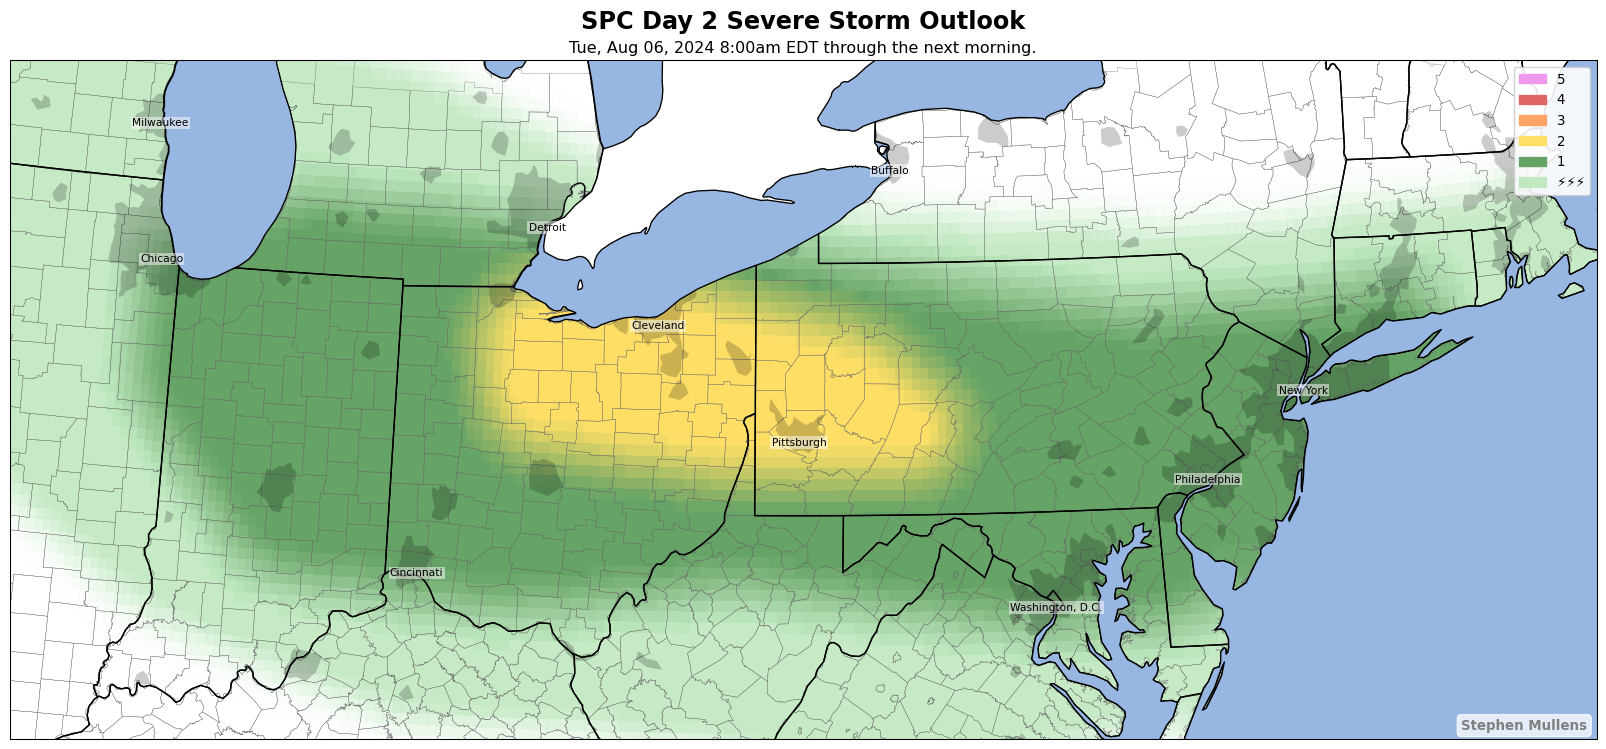 SPC Day 2 Severe Storm Outlook
Tue, Aug 06, 2024 8:00am EDT through the next morning.
5
4
3
2
1
⚡⚡⚡
Milwaukee
Buffalo
Detroit
Chicago
Cleveland
New York
Pittsburgh
Philadelphia
Cincinnati
Washington, D.C.
Stephen Mullens